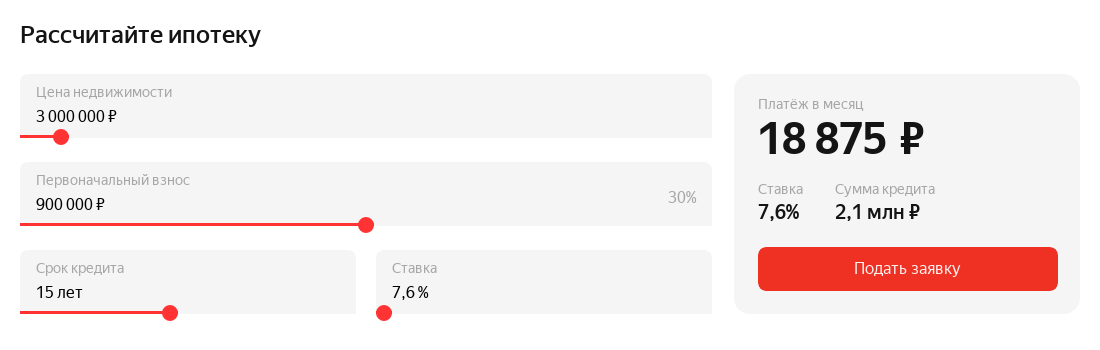 Рассчитайте ипотеку
Цена недвижимости
3 000 000 ₽
Первоначальный взнос
900 000 ₽
30%
Срок кредита
15 лет
Ставка
7,6 %
Платёж в месяц
18 875 ₽
Ставка
Сумма кредита
7,6%
2,1 млн ₽
Подать заявку